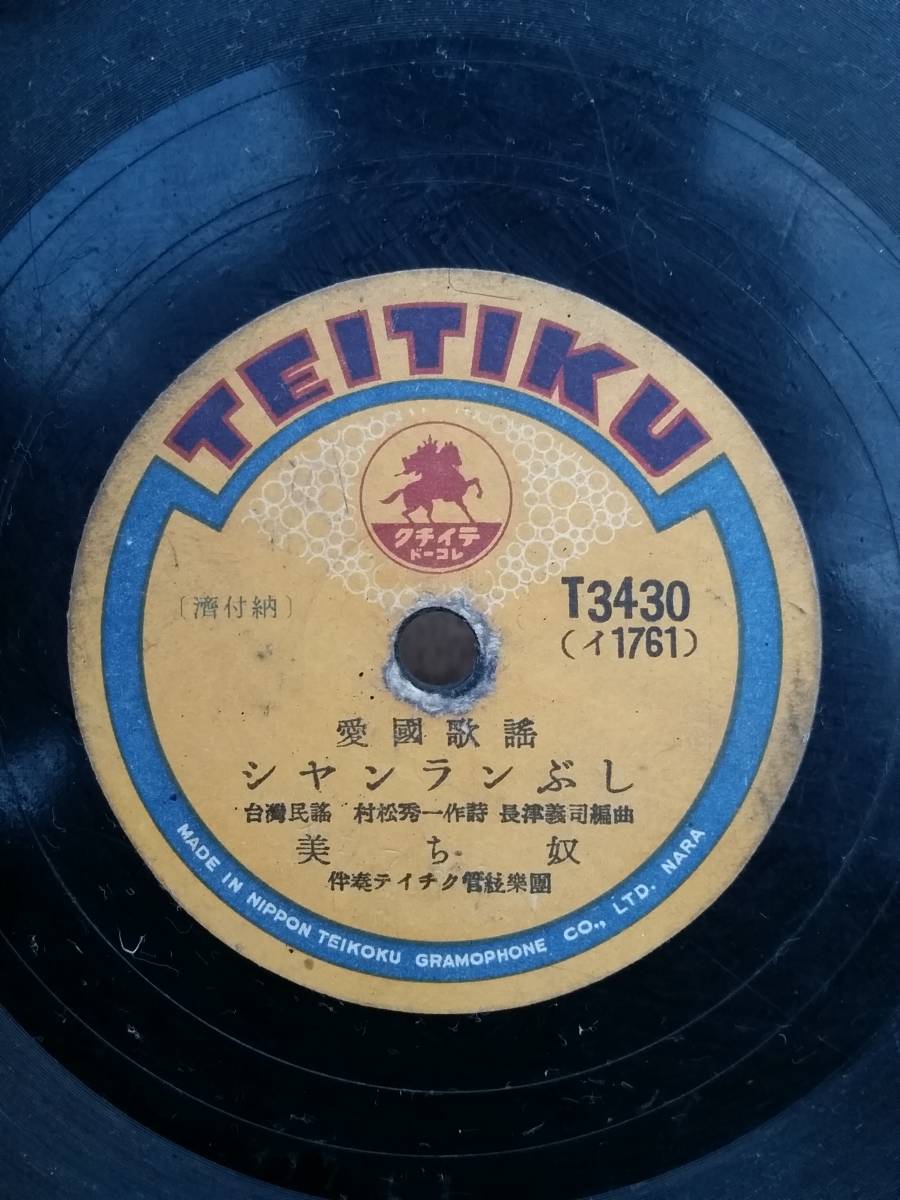 TEITIKU
クチイテ
ドーコレ
〔濟付納〕
T3430
(イ1761)
愛國歌謡
シヤンランぶし
台灣民謡 村松秀一作詩 長津義司編曲
美ち奴
伴奏テイチク管絃樂團
MADE IN NIPPON TEIKOKU GRAMOPHONE CO., LTD. NARA